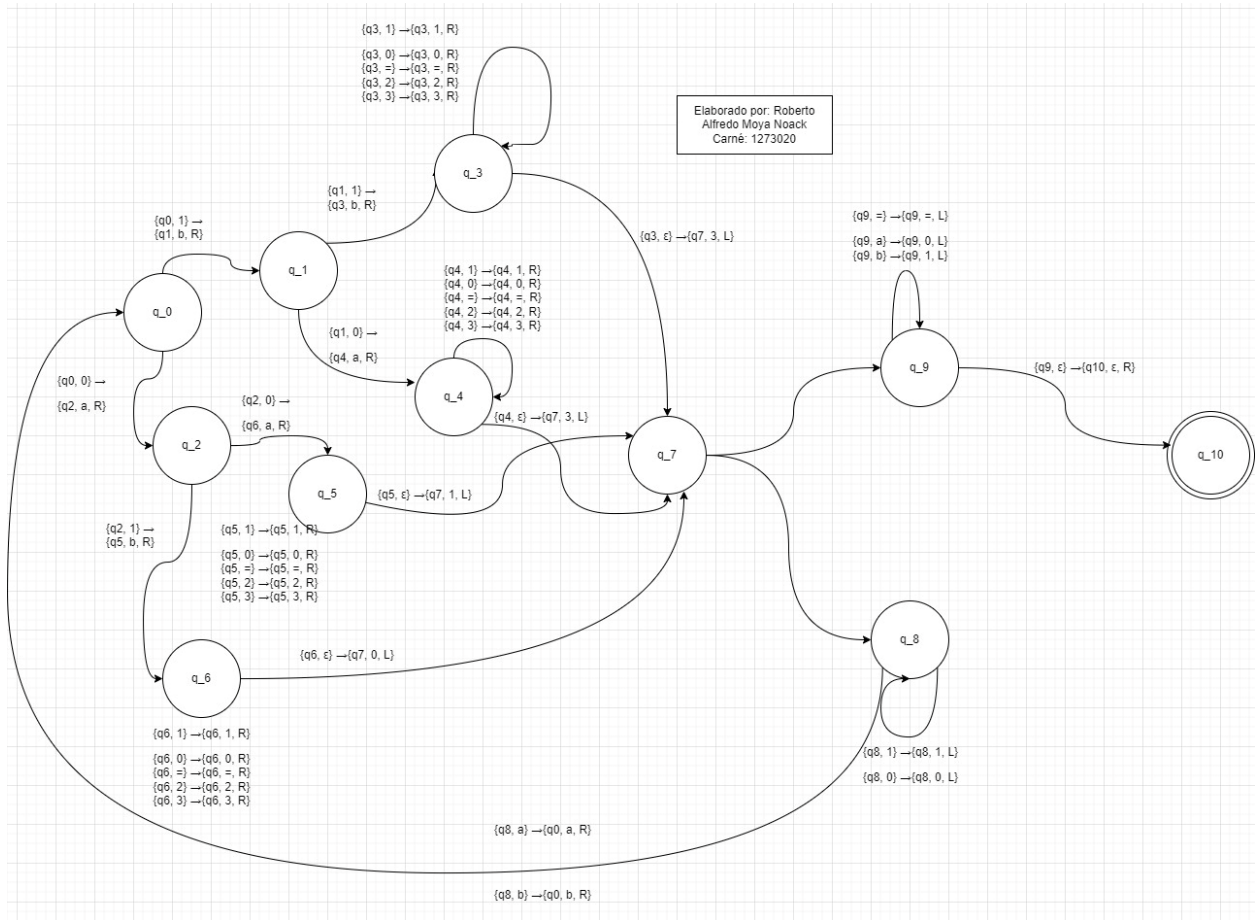 {q3, 1} →{q3, 1, R}
{q3, 0} →{q3, 0, R}
{q3, =} →{q3, =, R}
{q3, 2} →{q3, 2, R}
{q3, 3} →{q3, 3, R}
Elaborado por: Roberto
Alfredo Moya Noack
Carné: 1273020
q_3
{q1, 1} →
{q3, b, R}
{q0, 1} →
{q1, b, R}
{q3, ε} →{q7, 3, L}
{q9, =} →{q9, =, L}
{q9, a} →{q9, 0, L}
{q9, b} →{q9, 1, L}
q_1
q_0
{q4, 1} →{q4, 1, R}
{q4, 0} →{q4, 0, R}
{q4, =} →{q4, =, R}
{q4, 2} →{q4, 2, R}
{q4, 3} →{q4, 3, R}
{q1, 0} →
{q4, a, R}
q_4
q_9
{q9, ε} →{q10, ε, R}
{q0, 0} →
{q2, a, R}
{q2, 0} →
{q6, a, R}
{q4, ε} →{q7, 3, L}
q_2
q_7
q_10
q_5
{q5, ε} →{q7, 1, L}
{q2, 1} →
{q5, b, R}
{q5, 1} →{q5, 1, R}
{q5, 0} →{q5, 0, R}
{q5, =} →{q5, =, R}
{q5, 2} →{q5, 2, R}
{q5, 3} →{q5, 3, R}
q_8
{q6, ε} →{q7, 0, L}
q_6
{q6, 1} →{q6, 1, R}
{q6, 0} →{q6, 0, R}
{q6, =} →{q6, =, R}
{q6, 2} →{q6, 2, R}
{q6, 3} →{q6, 3, R}
{q8, 1} →{q8, 1, L}
{q8, 0} →{q8, 0, L}
{q8, a} →{q0, a, R}
{q8, b} →{q0, b, R}